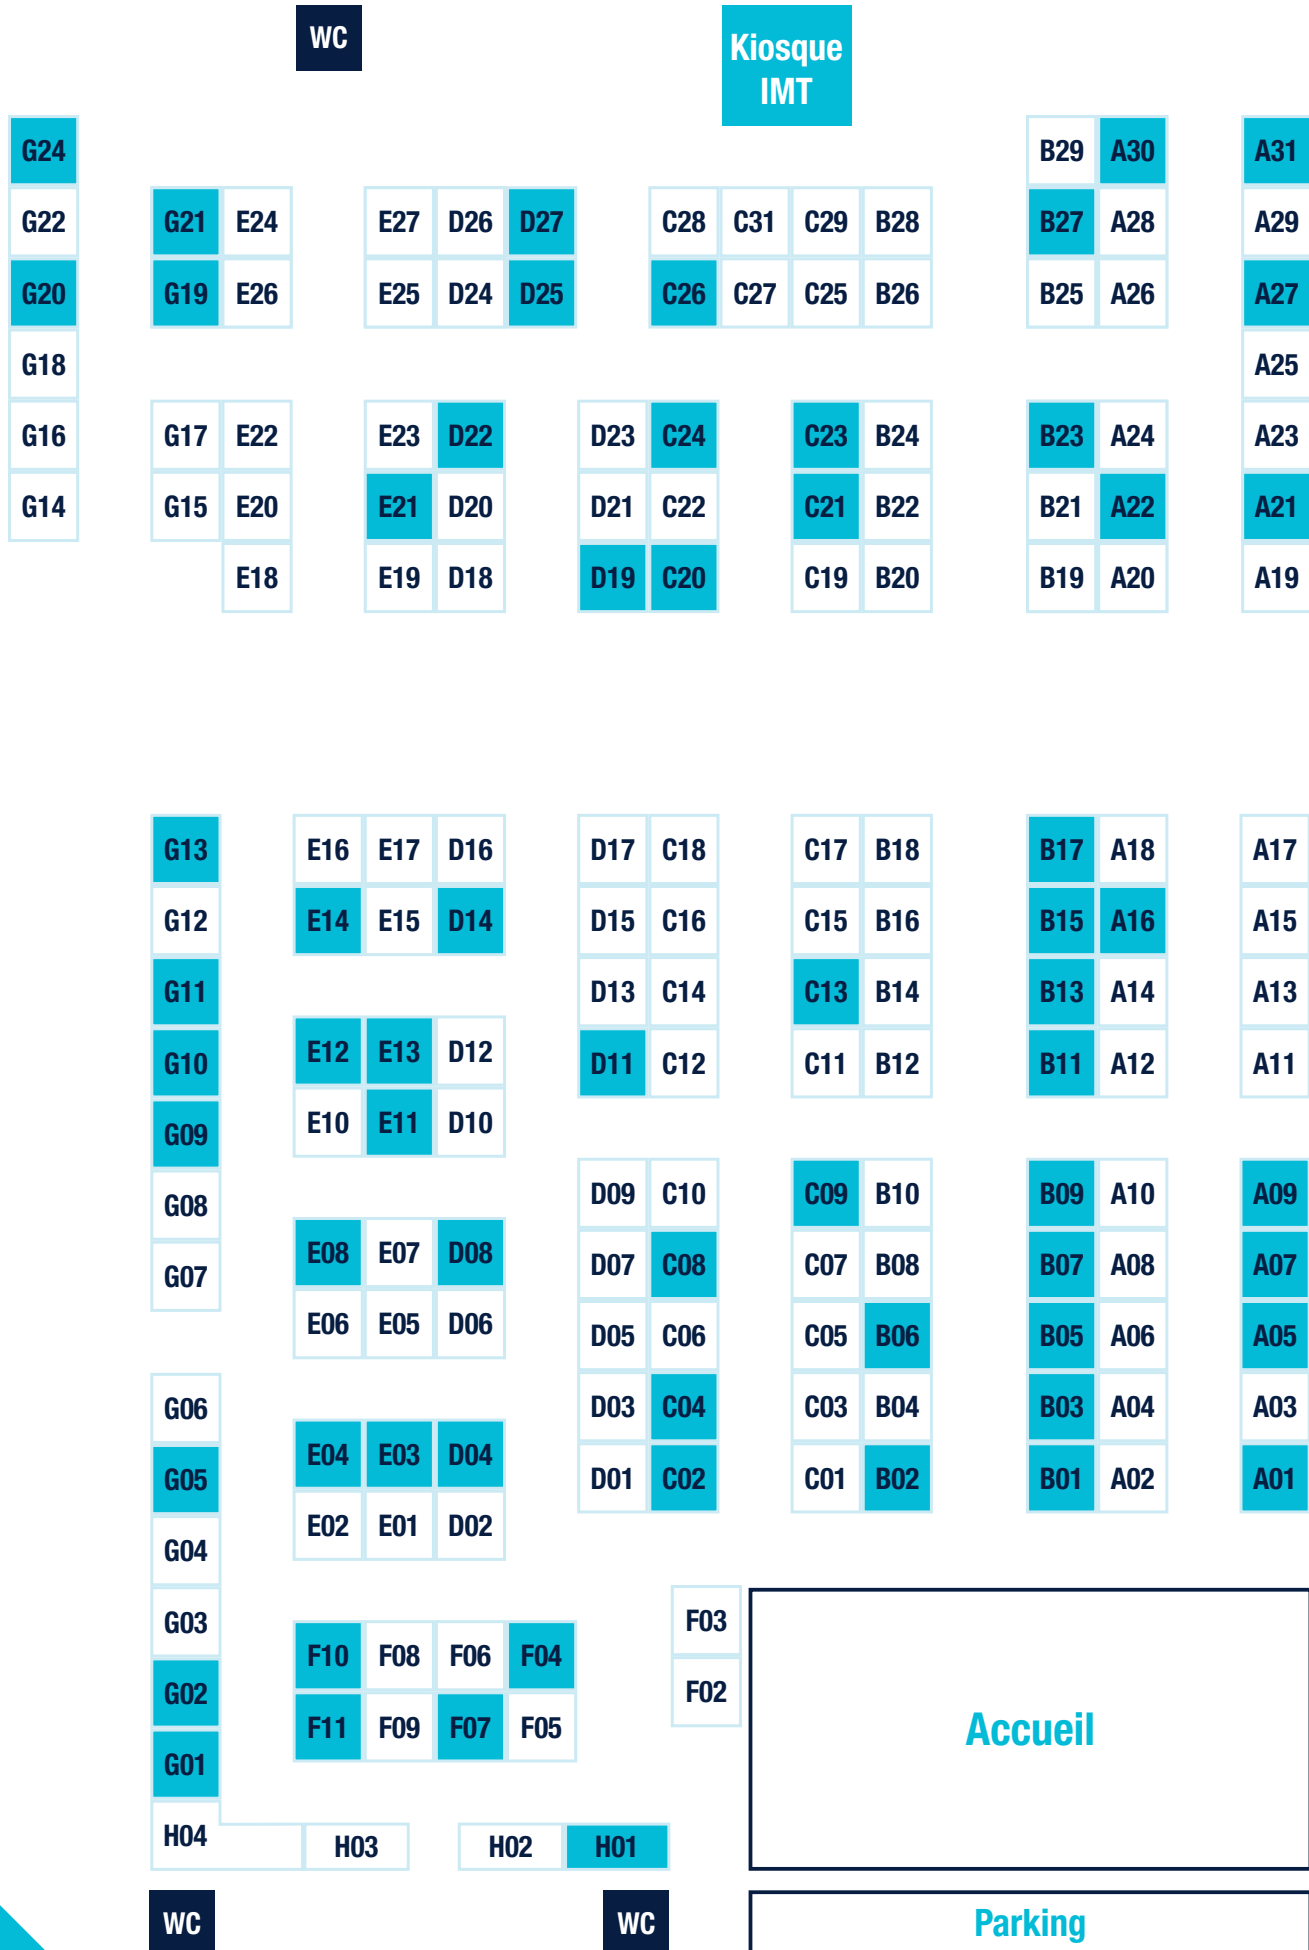 WC
Kiosque
IMT
G24
B29 A30 A31
G22 G21 E24 E27 D26 D27 C28 C31 C29 B28 B27 A28 A29
G20 G19 E26 E25 D24 D25 C26 C27 C25 B26 B25 A26 A27
G18 A25
G16 G17 E22 E23 D22 D23 C24 C23 B24 B23 A24 A23
G14 G15 E20 E21 D20 D21 C22 C21 B22 B21 A22 A21
E18 E19 D18 D19 C20 C19 B20 B19 A20 A19
G13 E16 E17 D16 D17 C18 C17 B18 B17 A18 A17
G12 E14 E15 D14 D15 C16 C15 B16 B15 A16 A15
G11 D13 C14 C13 B14 B13 A14 A13
G10 E12 E13 D12 D11 C12 C11 B12 B11 A12 A11
G09 E10 E11 D10
G08 D09 C10 C09 B10 B09 A10 A09
G07 E08 E07 D08 D07 C08 C07 B08 B07 A08 A07
E06 E05 D06 D05 C06 C05 B06 B05 A06 A05
G06 D03 C04 C03 B04 B03 A04 A03
G05 E04 E03 D04 D01 C02 C01 B02 B01 A02 A01
G04 E02 E01 D02
G03 F03
G02 F10 F08 F06 F04 F02
G01 F11 F09 F07 F05
Accueil
H04 H03 H02 H01
WC WC Parking